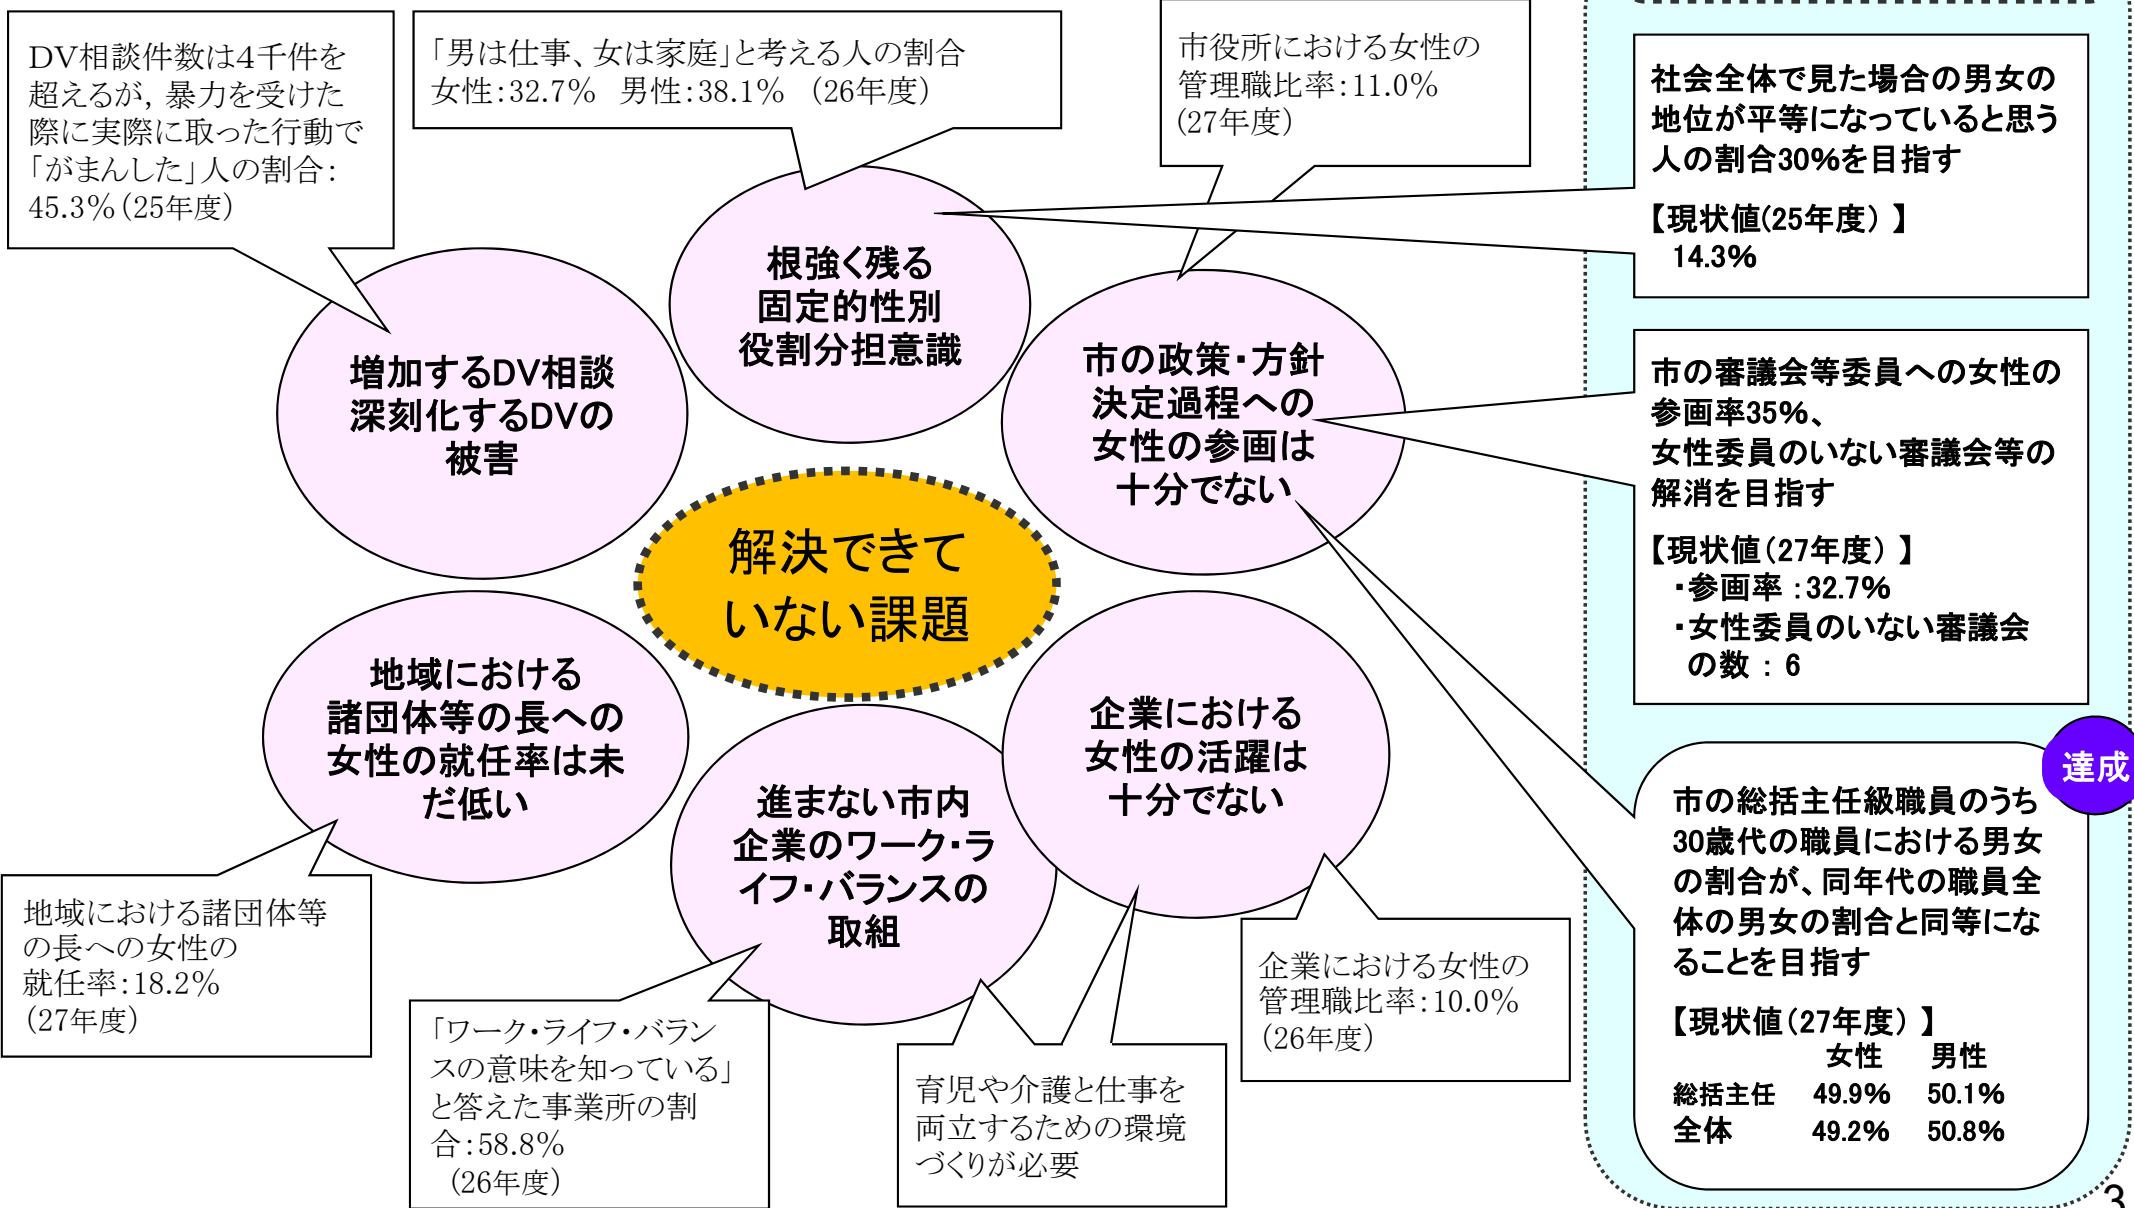 DV相談件数は4千件を
超えるが，暴力を受けた
際に実際に取った行動で
「がまんした」人の割合：
45.3％（25年度）
「男は仕事、女は家庭」と考える人の割合
女性：32.7％　男性：38.1％　（26年度）
市役所における女性の
管理職比率：11.0％
(27年度）
根強く残る
固定的性別
役割分担意識
増加するDV相談
深刻化するDVの
被害
市の政策・方針
決定過程への
女性の参画は
十分でない
解決できて
いない課題
地域における
諸団体等の長への
女性の就任率は未
だ低い
企業における
女性の活躍は
十分でない
進まない市内
企業のワーク・ラ
イフ・バランスの
取組
地域における諸団体等
の長への女性の
就任率：18.2％
（27年度）
「ワーク・ライフ・バラン
スの意味を知っている」
と答えた事業所の割
合：58.8％
（26年度）
育児や介護と仕事を
両立するための環境
づくりが必要
企業における女性の
管理職比率：10.0％
（26年度）
社会全体で見た場合の男女の
地位が平等になっていると思う
人の割合30％を目指す
【現状値(25年度）】
14.3％
市の審議会等委員への女性の
参画率35％、
女性委員のいない審議会等の
解消を目指す
【現状値（27年度）】
・参画率：32.7％
・女性委員のいない審議会
の数：6
達成
市の総括主任級職員のうち
30歳代の職員における男女
の割合が、同年代の職員全
体の男女の割合と同等にな
ることを目指す
【現状値（27年度）】
女性　男性
総括主任　49.9％　50.1％
全体　49.2％　50.8％
3